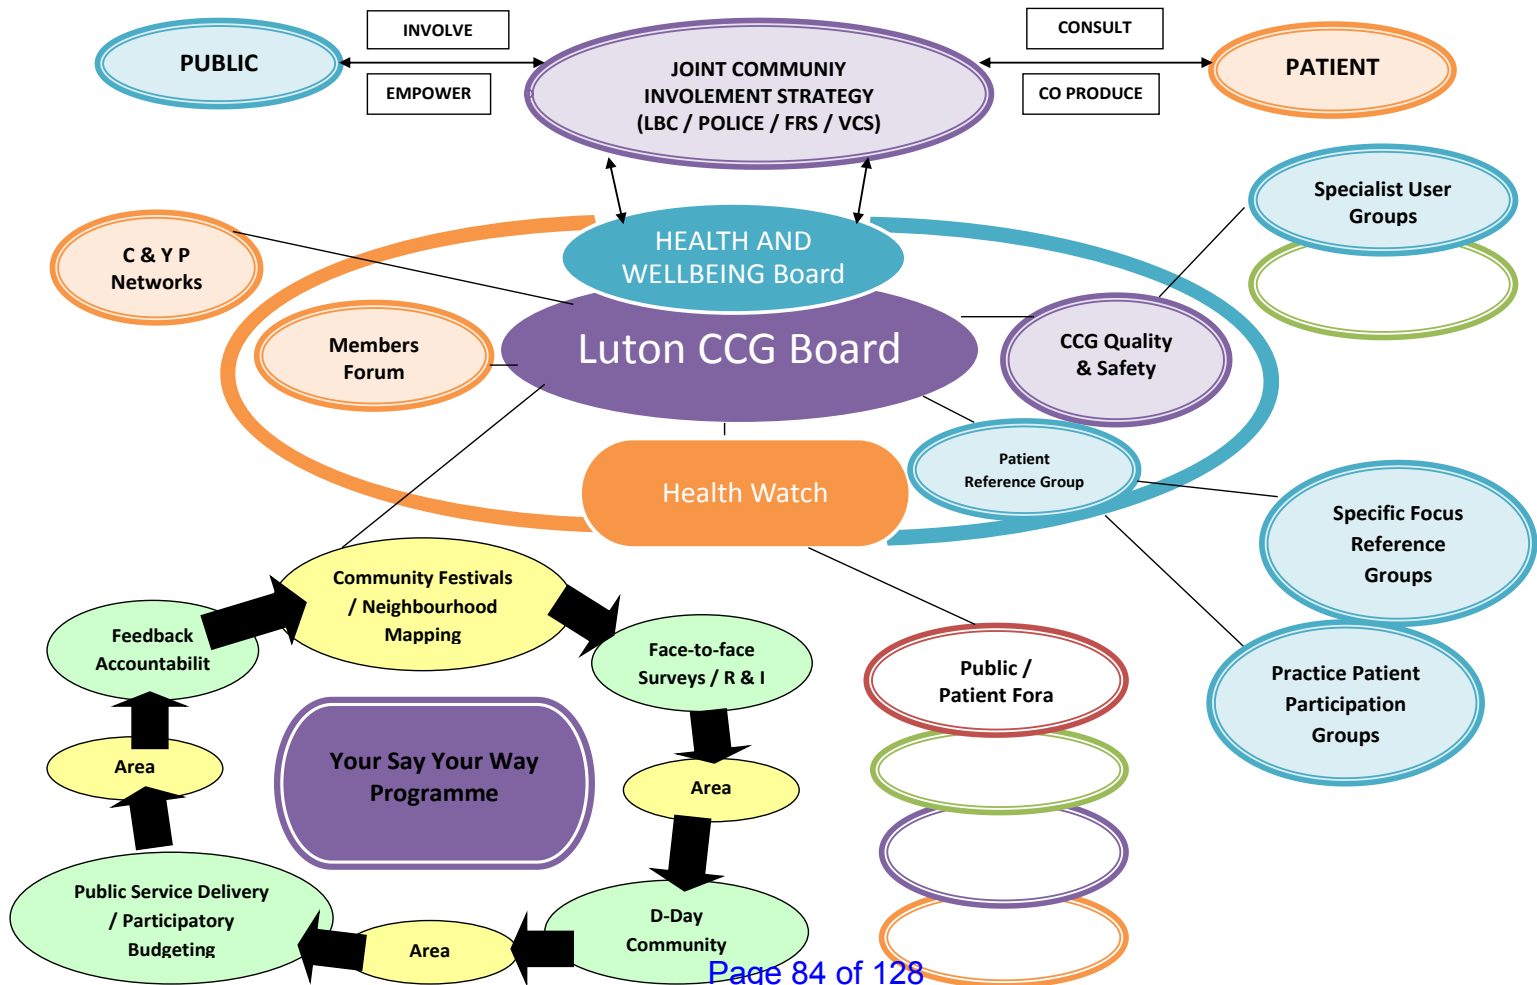 INVOLVE
CONSULT
PUBLIC
PATIENT
EMPOWER
CO PRODUCE
JOINT COMMUNIY
INVOLEMENT STRATEGY
(LBC / POLICE / FRS / VCS)
Specialist User
Groups
C & Y P
Networks
HEALTH AND
WELLBEING Board
Members
Forum
Luton CCG Board
CCG Quality
& Safety
Patient
Reference Group
Health Watch
Specific Focus
Reference
Groups
Community Festivals
/ Neighbourhood
Mapping
Feedback
Accountabilit
Face-to-face
Surveys / R & I
Public /
Patient Fora
Practice Patient
Participation
Groups
Area
Your Say Your Way
Programme
Area
Public Service Delivery
/ Participatory
Budgeting
Area
D-Day
Community
Page 84 of 128